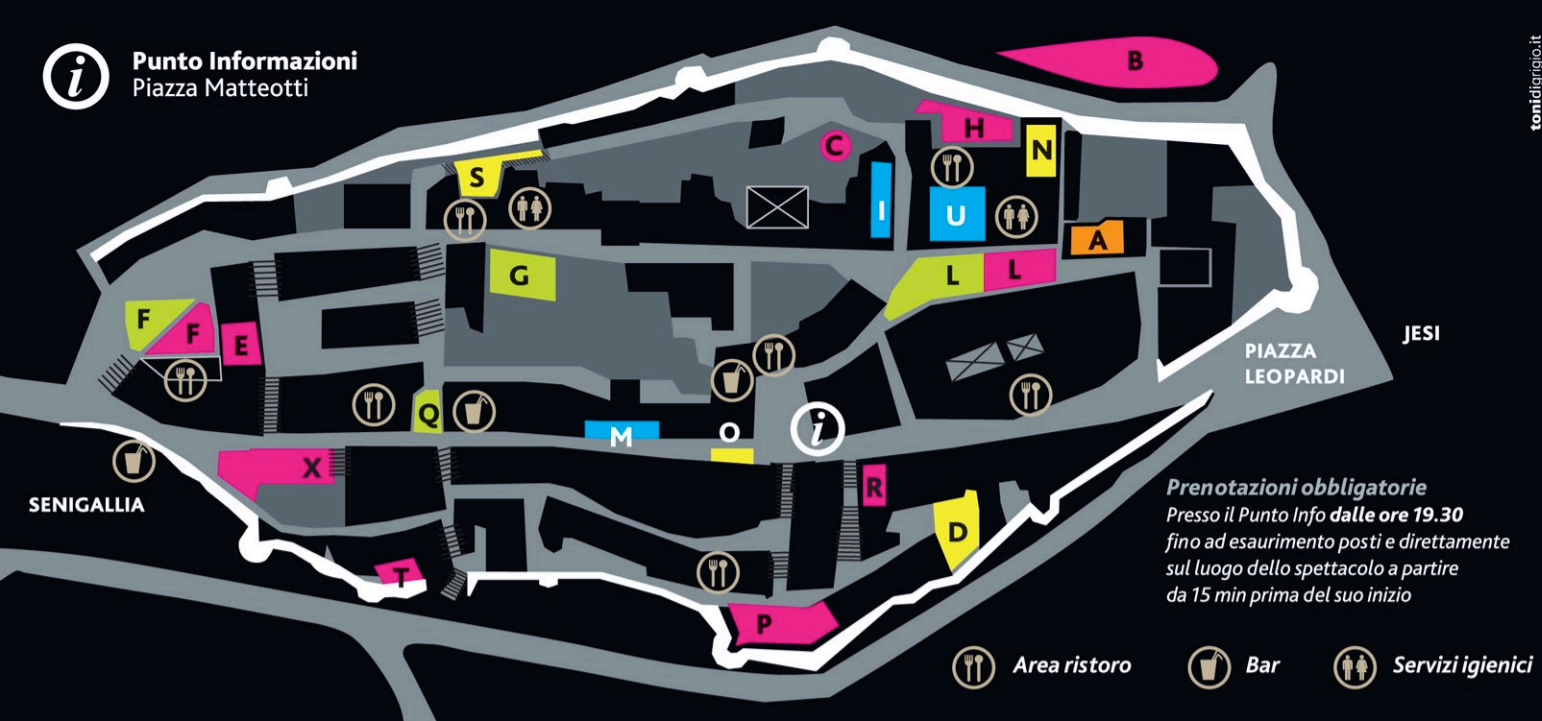 i
Punto Informazioni
Piazza Matteotti
tonidigrigio.it
B
H
C
N
S
I
U
A
G
L
L
F
F
E
JESI
PIAZZA
LEOPARDI
Q
M
O
i
X
R
SENIGALLIA
D
T
P
Prenotazioni obbligatorie
Presso il Punto Info dalle ore 19.30
fino ad esaurimento posti e direttamente
sul luogo dello spettacolo a partire
da 15 min prima del suo inizio
Area ristoro
Bar
Servizi igienici